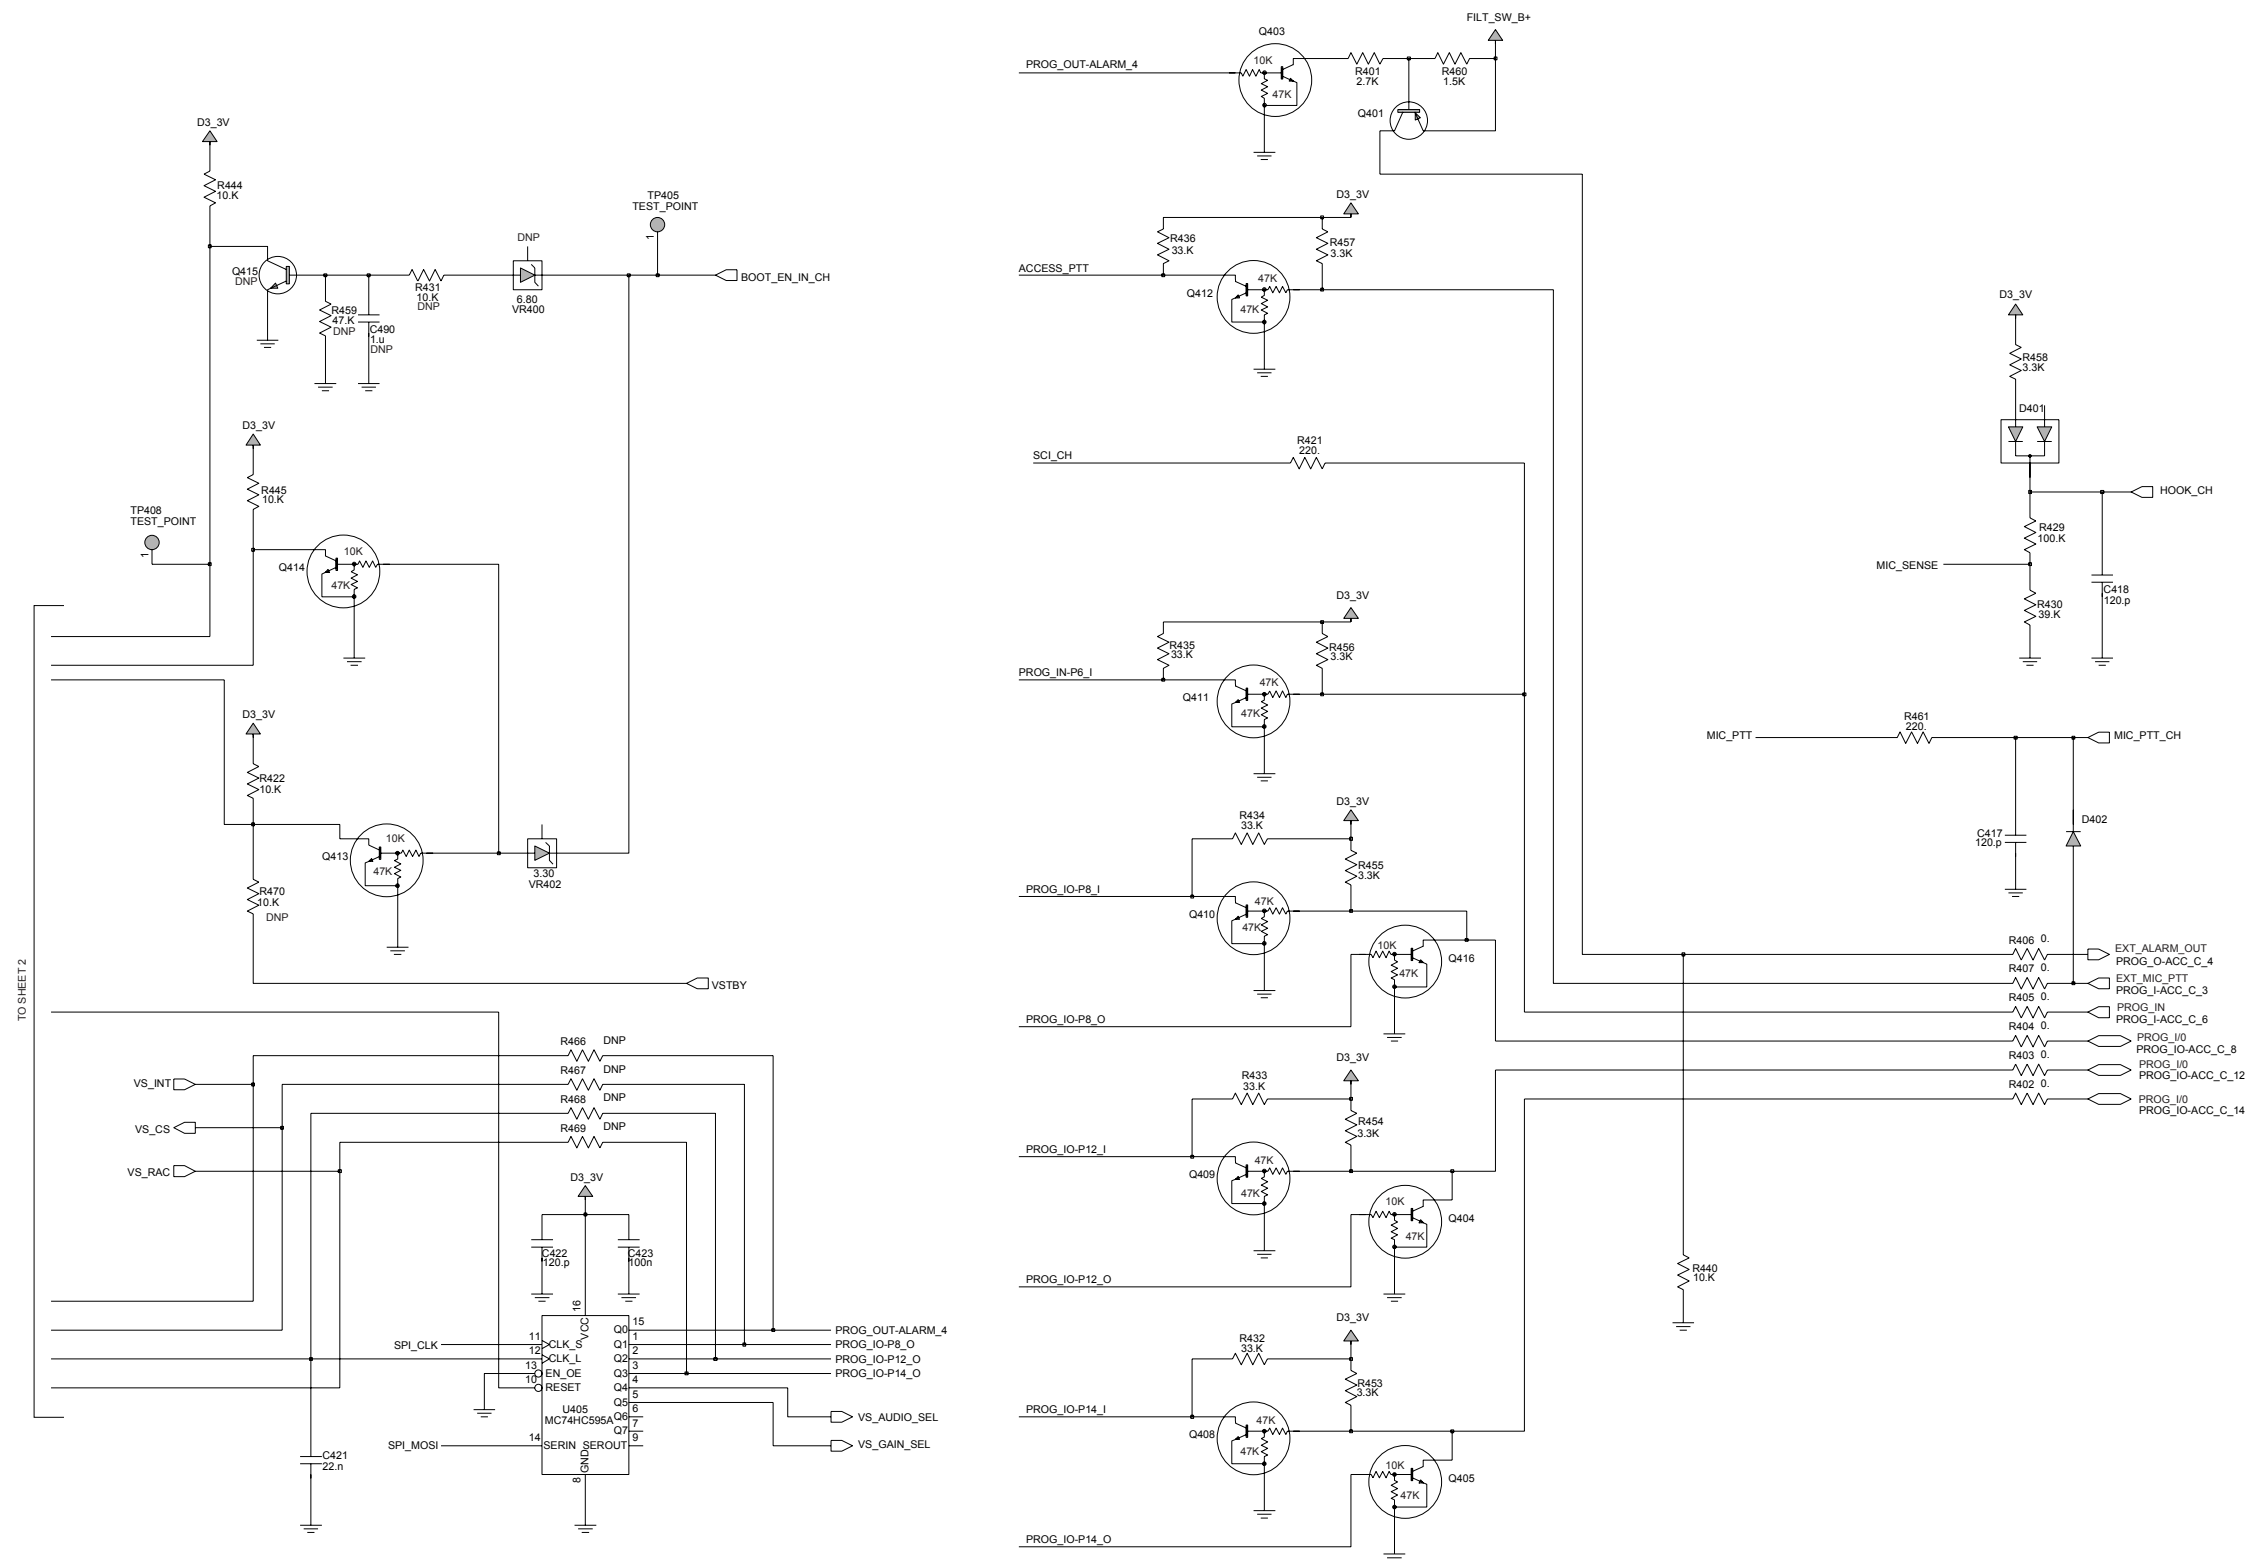 FILT_SW_B+
Q403
PROG_OUT-ALARM_4
10K
47K
R401
2.7K
R460
1.5K
Q401
D3_3V
R444
10.K
TP405
TEST_POINT
1
DNP
Q415
DNP
R431
10.K
DNP
6.80
VR400
BOOT_EN_IN_CH
R459
47.K
DNP
C490
1.u
DNP
D3_3V
R436
33.K
R457
3.3K
ACCESS_PTT
Q412
47K
47K
D3_3V
R458
3.3K
D401
HOOK_CH
R429
100.K
MIC_SENSE
R430
39.K
C418
120.p
SCI_CH
R421
220.
D3_3V
R445
10.K
TP408
TEST_POINT
1
Q414
10K
47K
D3_3V
R435
33.K
R456
3.3K
PROG_IN-P6_I
Q411
47K
47K
D3_3V
R422
10.K
Q413
10K
47K
3.30
VR402
R470
10.K
DNP
VSTBY
TO SHEET 2
R461
220.
MIC_PTT
MIC_PTT_CH
C417
120.p
D402
D3_3V
R434
33.K
R455
3.3K
PROG_IO-P8_I
Q410
47K
47K
10K
47K
Q416
PROG_IO-P8_O
R406 0.
EXT_ALARM_OUT
PROG_O-ACC_C_4
R407 0.
EXT_MIC_PTT
PROG_I-ACC_C_3
R405 0.
PROG_IN
PROG_I-ACC_C_6
R404 0.
PROG_I/0
PROG_IO-ACC_C_8
R403 0.
PROG_I/0
PROG_IO-ACC_C_12
R402 0.
PROG_I/0
PROG_IO-ACC_C_14
R466 DNP
VS_INT
R467 DNP
R468 DNP
VS_CS
R469 DNP
VS_RAC
D3_3V
C422
120.p
C423
100n
D3_3V
R433
33.K
R454
3.3K
PROG_IO-P12_I
Q409
47K
47K
10K
47K
Q404
PROG_IO-P12_O
R440
10.K
16
VCC
SPI_CLK
11
CLK_S
12
CLK_L
13
EN_OE
10
RESET
U405
MC74HC595A
SPI_MOSI
14
SERIN
SEROUT
9
GND
8
Q0
15
PROG_OUT-ALARM_4
Q1
1
PROG_IO-P8_O
Q2
2
PROG_IO-P12_O
Q3
3
PROG_IO-P14_O
Q4
4
Q5
5
Q6
6
Q7
7
VS_AUDIO_SEL
VS_GAIN_SEL
C421
22.n
D3_3V
R432
33.K
R453
3.3K
PROG_IO-P14_I
Q408
47K
47K
10K
47K
Q405
PROG_IO-P14_O